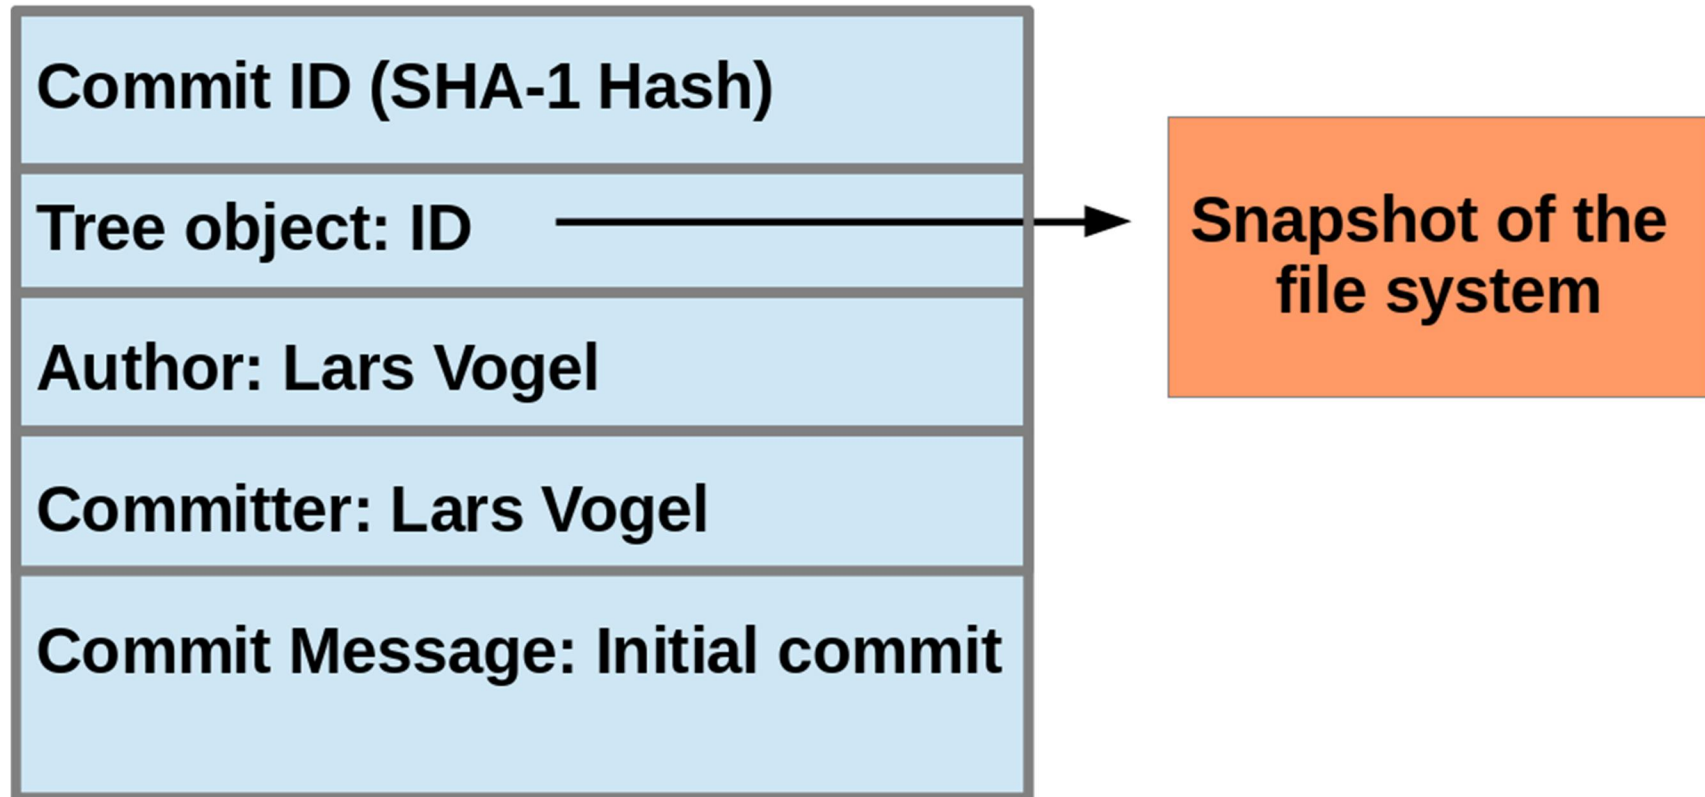 Commit ID (SHA-1 Hash)
Tree object: ID
Snapshot of the
file system
Author: Lars Vogel
Committer: Lars Vogel
Commit Message: Initial commit